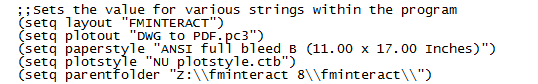 ;;Sets the value for various strings within the program
(setq layout "FMINTERACT")
(setq plotout "DWG to PDF.pc3")
(setq paperstyle "ANSI full bleed B (11.00 x 17.00 Inches)")
(setq plotstyle "NU plotstyle.ctb")
(setq parentfolder "Z:\\fminteract 8\\fminteract\\")